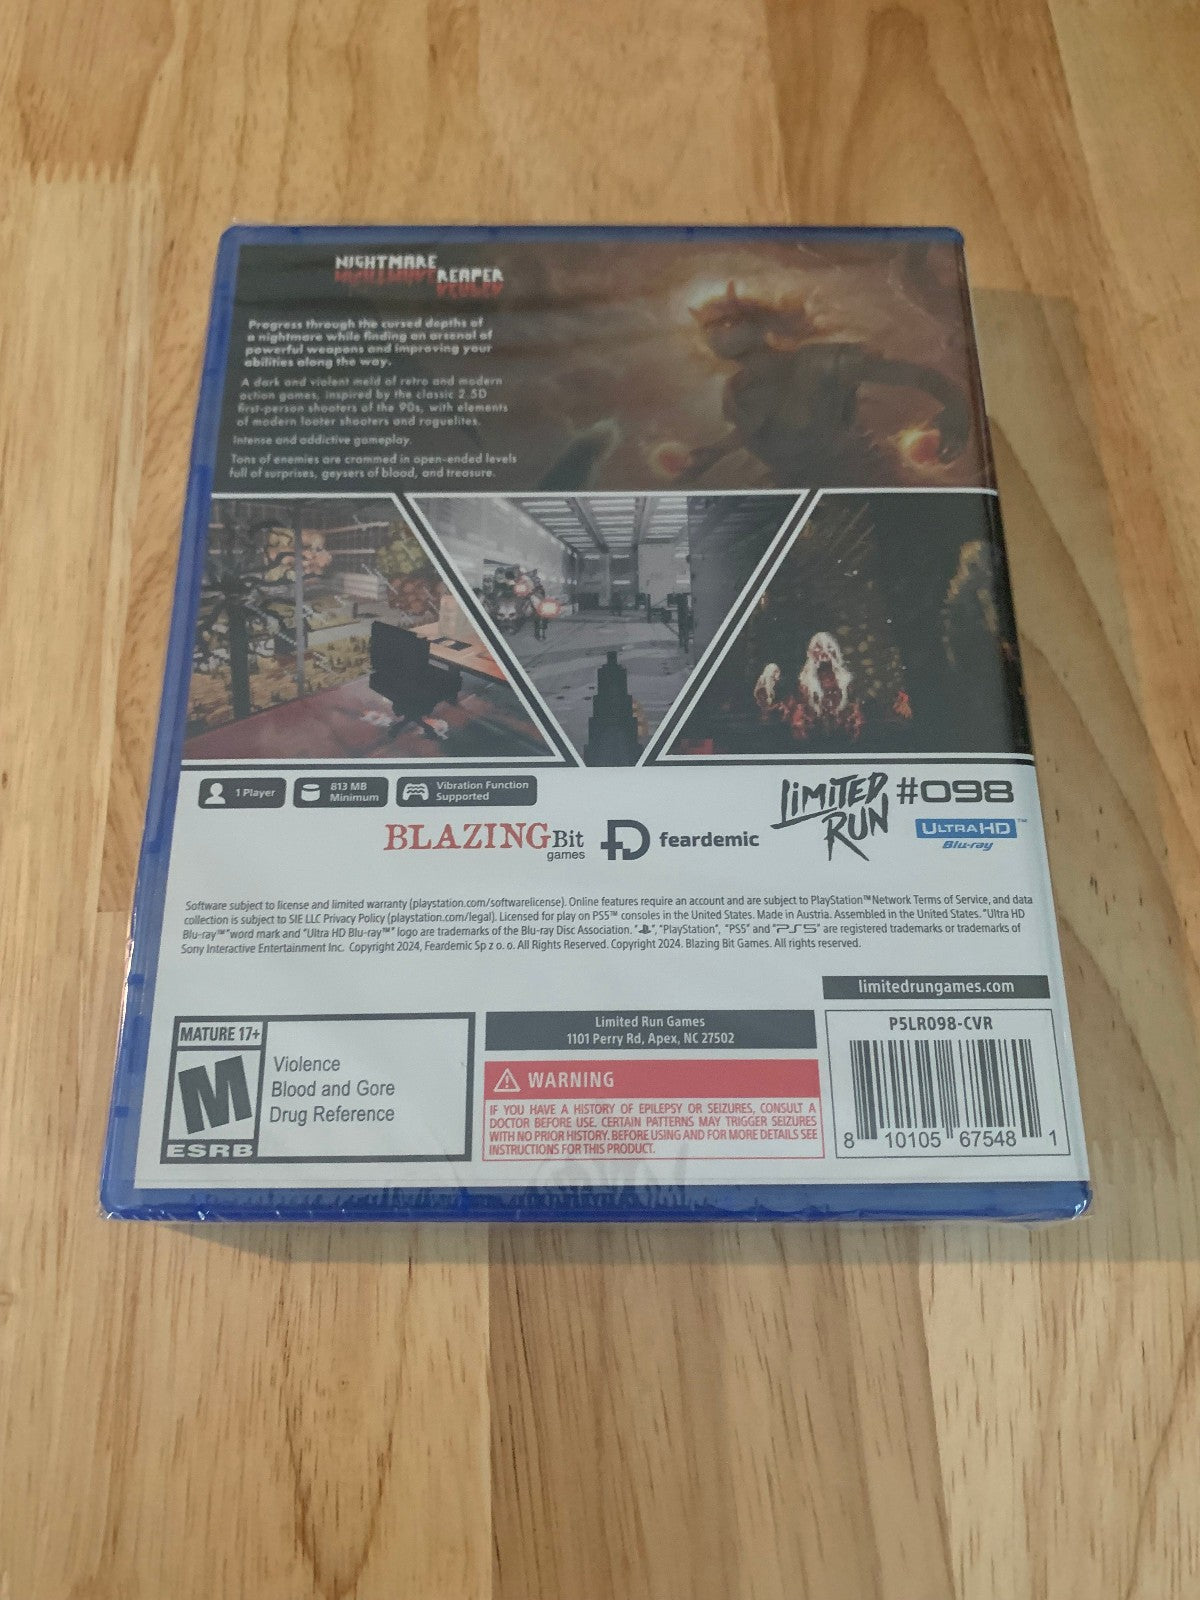 NIGHTMARE
REAPER
Progress through the cursed depths of
a nightmare while finding an arsenal of
powerful weapons and improving your
abilities along the way.
A dark and violent meld of retro and modern
action games, inspired by the classic 2.5D
first-person shooters of the 90s, with elements
of modern looter shooters and roguelites.
Intense and addictive gameplay.
Tons of enemies are crammed in open-ended levels
full of surprises, geysers of blood, and treasure.
1 Player
813 MB
Minimum
Vibration Function
Supported
LIMITED
RUN
#098
ULTRA HD™
Blu-ray
BLAZING Bit
games
feardemic
Software subject to license and limited warranty (playstation.com/softwarelicense). Online features require an account and are subject to PlayStation™Network Terms of Service, and data
collection is subject to SIE LLC Privacy Policy (playstation.com/legal). Licensed for play on PS5™ consoles in the United States. Made in Austria. Assembled in the United States. "Ultra HD
Blu-ray™"word mark and "Ultra HD Blu-ray™" logo are trademarks of the Blu-ray Disc Association. "", "PlayStation", "PS5" and "PS5" are registered trademarks or trademarks of
Sony Interactive Entertainment Inc. Copyright 2024, Feardemic Sp z o. o. All Rights Reserved. Copyright 2024. Blazing Bit Games. All rights reserved.
limitedrungames.com
MATURE 17+
M
ESRB
Violence
Blood and Gore
Drug Reference
Limited Run Games
1101 Perry Rd, Apex, NC 27502
WARNING
IF YOU HAVE A HISTORY OF EPILEPSY OR SEIZURES, CONSULT A
DOCTOR BEFORE USE. CERTAIN PATTERNS MAY TRIGGER SEIZURES
WITH NO PRIOR HISTORY. BEFORE USING AND FOR MORE DETAILS SEE
INSTRUCTIONS FOR THIS PRODUCT.
P5LR098-CVR
8 10105 67548 1